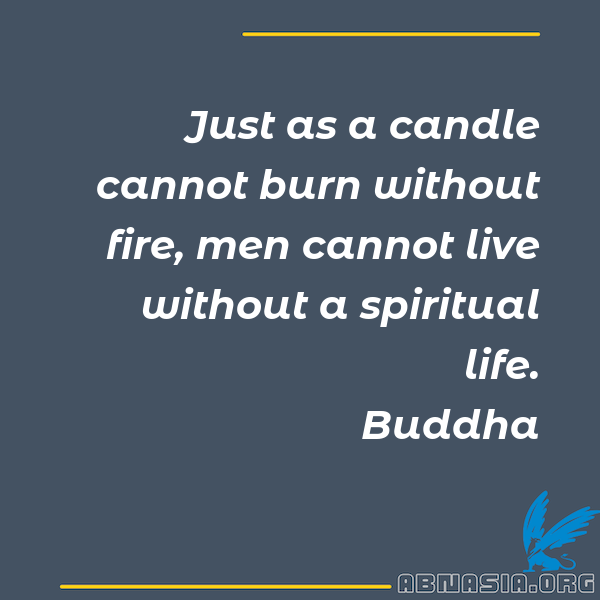 Just as a candle
cannot burn without
fire, men cannot live
without a spiritual
life.
Buddha
ABNASIA.ORG